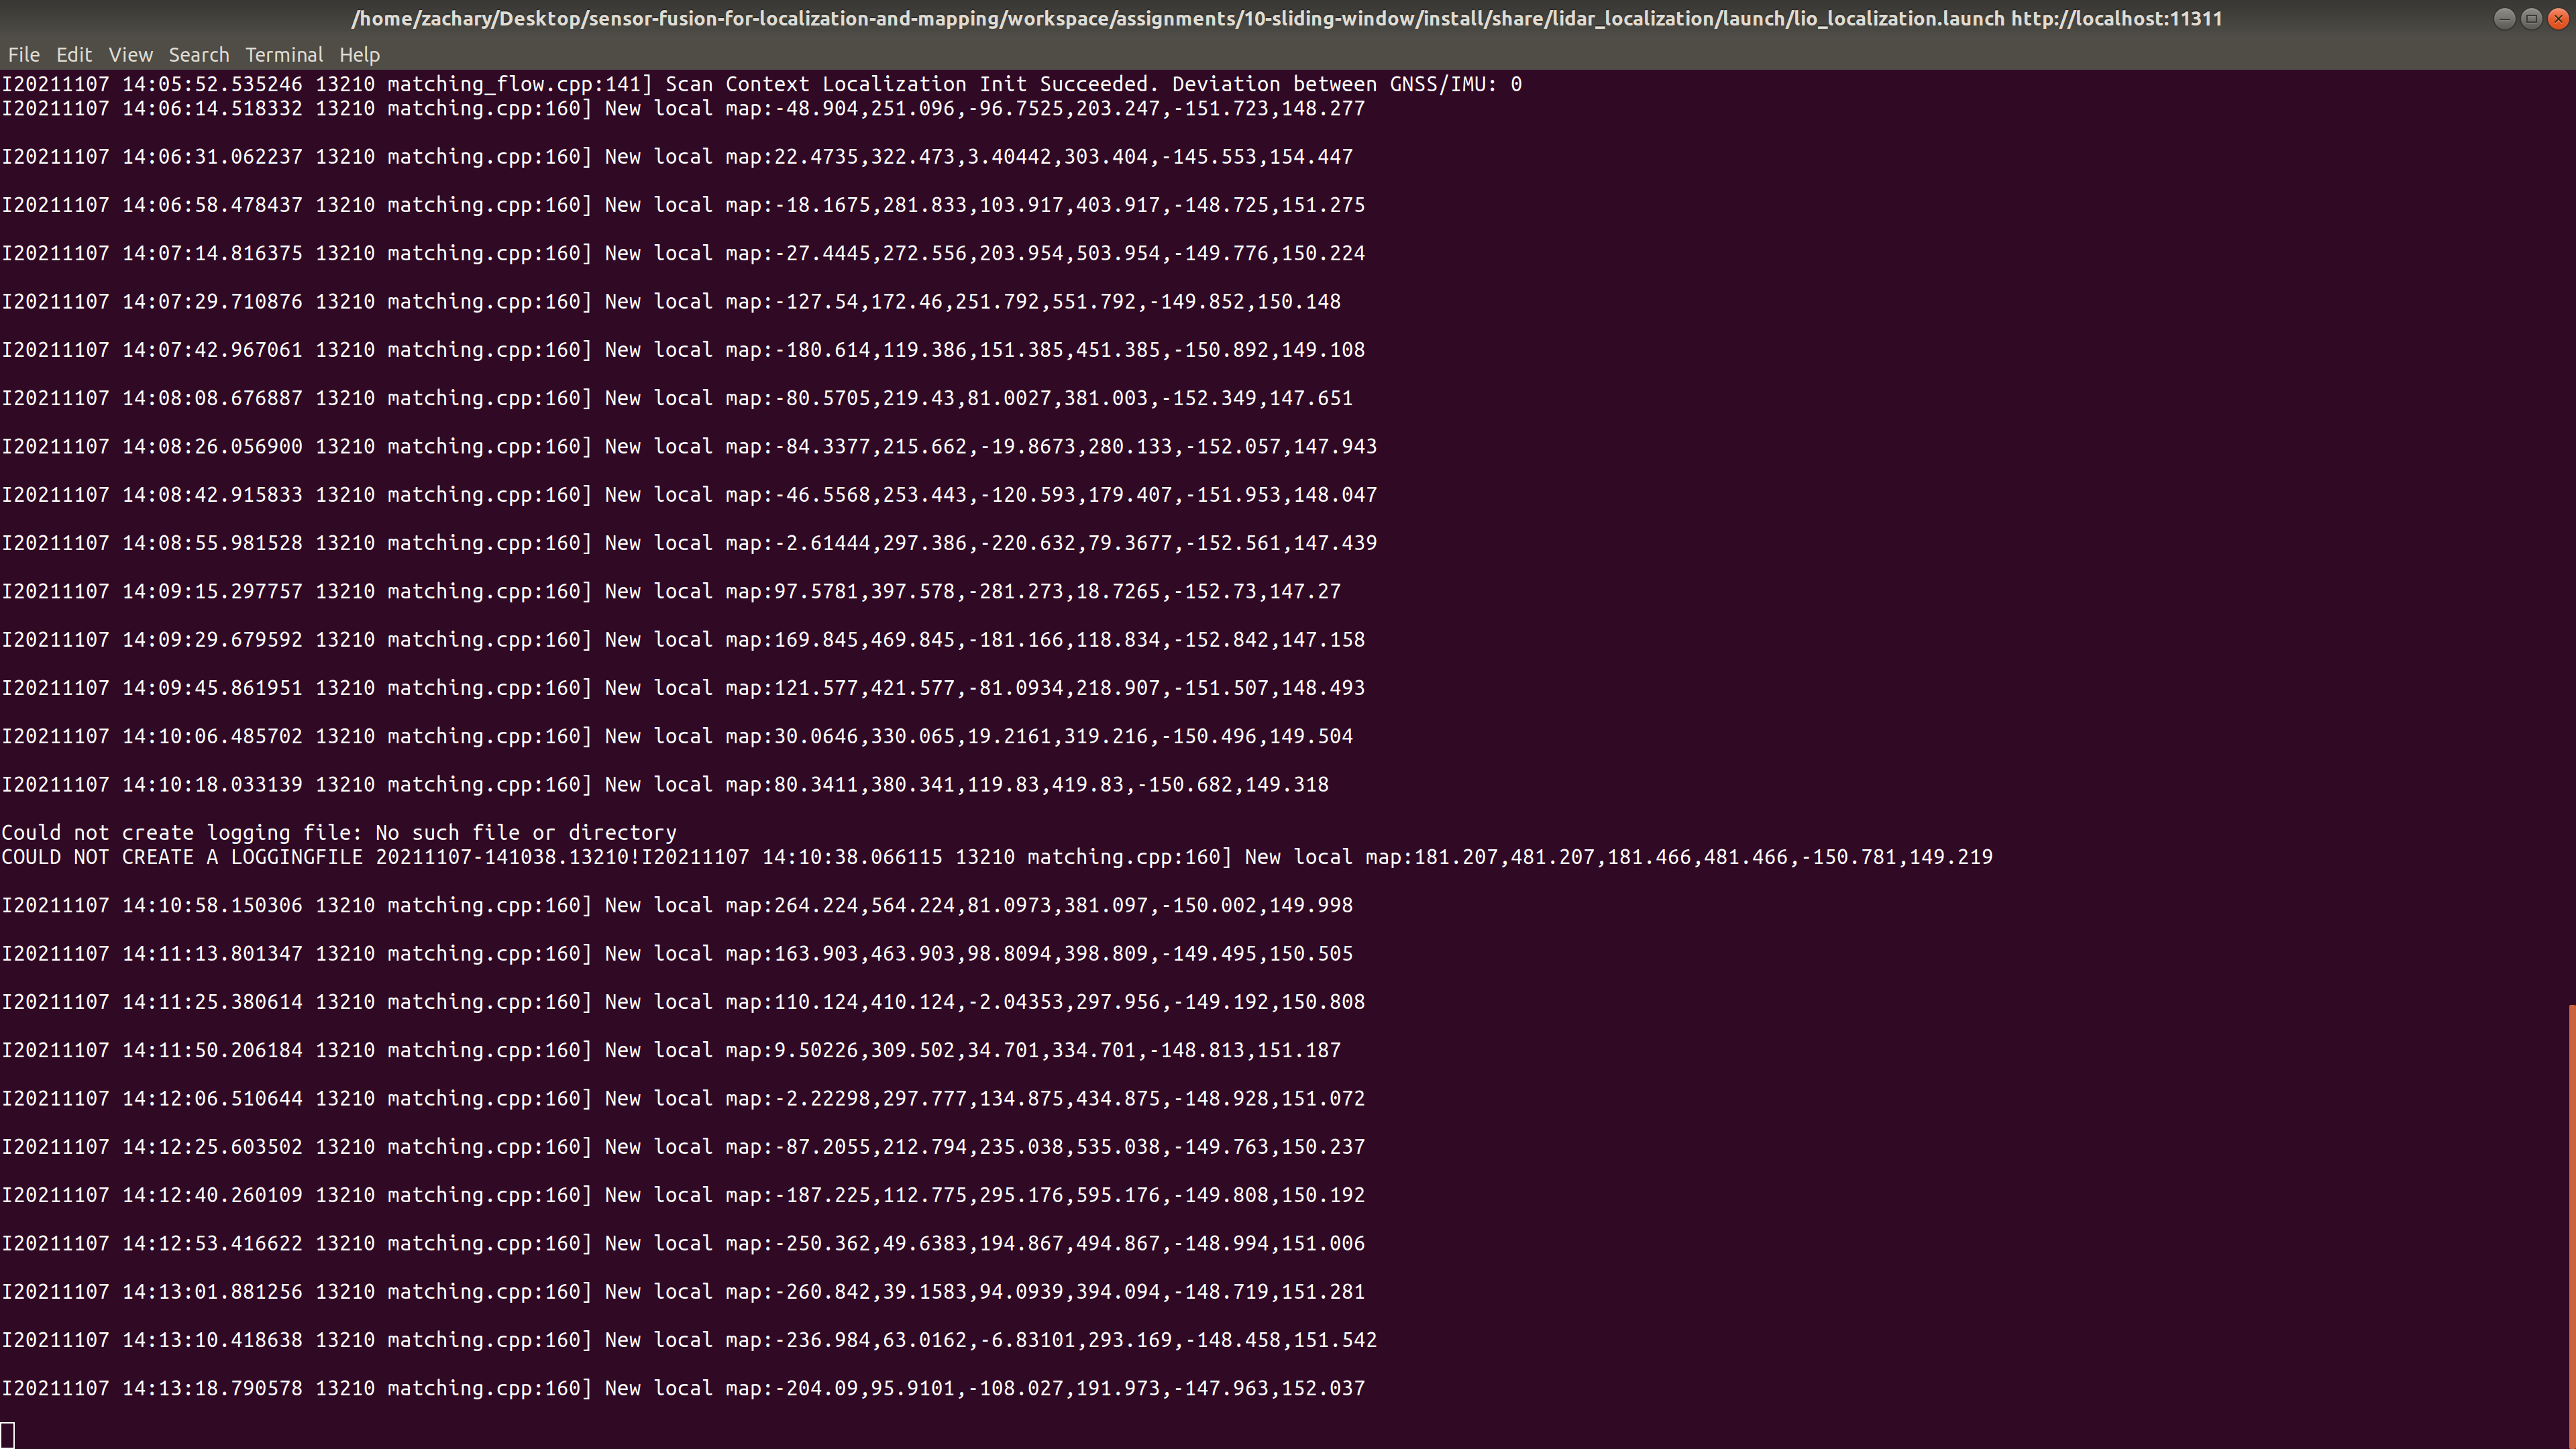 /home/zachary/Desktop/sensor-fusion-for-localization-and-mapping/workspace/assignments/10-sliding-window/install/share/lidar_localization/launch/lio_localization.launch http://localhost:11311
File Edit View Search Terminal Help
I20211107 14:05:52.535246 13210 matching_flow.cpp:141] Scan Context Localization Init Succeeded. Deviation between GNSS/IMU: 0
I20211107 14:06:14.518332 13210 matching.cpp:160] New local map:-48.904,251.096,-96.7525,203.247,-151.723,148.277
I20211107 14:06:31.062237 13210 matching.cpp:160] New local map:22.4735,322.473,3.40442,303.404,-145.553,154.447
I20211107 14:06:58.478437 13210 matching.cpp:160] New local map:-18.1675,281.833,103.917,403.917,-148.725,151.275
I20211107 14:07:14.816375 13210 matching.cpp:160] New local map:-27.4445,272.556,203.954,503.954,-149.776,150.224
I20211107 14:07:29.710876 13210 matching.cpp:160] New local map:-127.54,172.46,251.792,551.792,-149.852,150.148
I20211107 14:07:42.967061 13210 matching.cpp:160] New local map:-180.614,119.386,151.385,451.385,-150.892,149.108
I20211107 14:08:08.676887 13210 matching.cpp:160] New local map:-80.5705,219.43,81.0027,381.003,-152.349,147.651
I20211107 14:08:26.056900 13210 matching.cpp:160] New local map:-84.3377,215.662,-19.8673,280.133,-152.057,147.943
I20211107 14:08:42.915833 13210 matching.cpp:160] New local map:-46.5568,253.443,-120.593,179.407,-151.953,148.047
I20211107 14:08:55.981528 13210 matching.cpp:160] New local map:-2.61444,297.386,-220.632,79.3677,-152.561,147.439
I20211107 14:09:15.297757 13210 matching.cpp:160] New local map:97.5781,397.578,-281.273,18.7265,-152.73,147.27
I20211107 14:09:29.679592 13210 matching.cpp:160] New local map:169.845,469.845,-181.166,118.834,-152.842,147.158
I20211107 14:09:45.861951 13210 matching.cpp:160] New local map:121.577,421.577,-81.0934,218.907,-151.507,148.493
I20211107 14:10:06.485702 13210 matching.cpp:160] New local map:30.0646,330.065,19.2161,319.216,-150.496,149.504
I20211107 14:10:18.033139 13210 matching.cpp:160] New local map:80.3411,380.341,119.83,419.83,-150.682,149.318
Could not create logging file: No such file or directory
COULD NOT CREATE A LOGGINGFILE 20211107-141038.13210!I20211107 14:10:38.066115 13210 matching.cpp:160] New local map:181.207,481.207,181.466,481.466,-150.781,149.219
I20211107 14:10:58.150306 13210 matching.cpp:160] New local map:264.224,564.224,81.0973,381.097,-150.002,149.998
I20211107 14:11:13.801347 13210 matching.cpp:160] New local map:163.903,463.903,98.8094,398.809,-149.495,150.505
I20211107 14:11:25.380614 13210 matching.cpp:160] New local map:110.124,410.124,-2.04353,297.956,-149.192,150.808
I20211107 14:11:50.206184 13210 matching.cpp:160] New local map:9.50226,309.502,34.701,334.701,-148.813,151.187
I20211107 14:12:06.510644 13210 matching.cpp:160] New local map:-2.22298,297.777,134.875,434.875,-148.928,151.072
I20211107 14:12:25.603502 13210 matching.cpp:160] New local map:-87.2055,212.794,235.038,535.038,-149.763,150.237
I20211107 14:12:40.260109 13210 matching.cpp:160] New local map:-187.225,112.775,295.176,595.176,-149.808,150.192
I20211107 14:12:53.416622 13210 matching.cpp:160] New local map:-250.362,49.6383,194.867,494.867,-148.994,151.006
I20211107 14:13:01.881256 13210 matching.cpp:160] New local map:-260.842,39.1583,94.0939,394.094,-148.719,151.281
I20211107 14:13:10.418638 13210 matching.cpp:160] New local map:-236.984,63.0162,-6.83101,293.169,-148.458,151.542
I20211107 14:13:18.790578 13210 matching.cpp:160] New local map:-204.09,95.9101,-108.027,191.973,-147.963,152.037